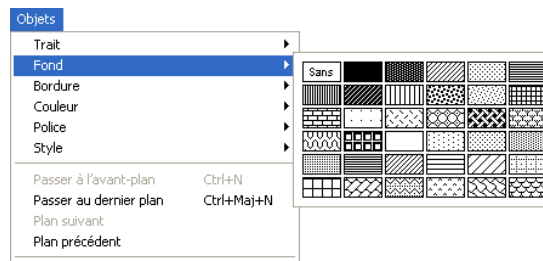 Objets
Trait
Fond
Sans
Bordure
Couleur
Police
Style
Passer à l'avant-plan Ctrl+N
Passer au dernier plan Ctrl+Maj+N
Plan suivant
Plan précédent